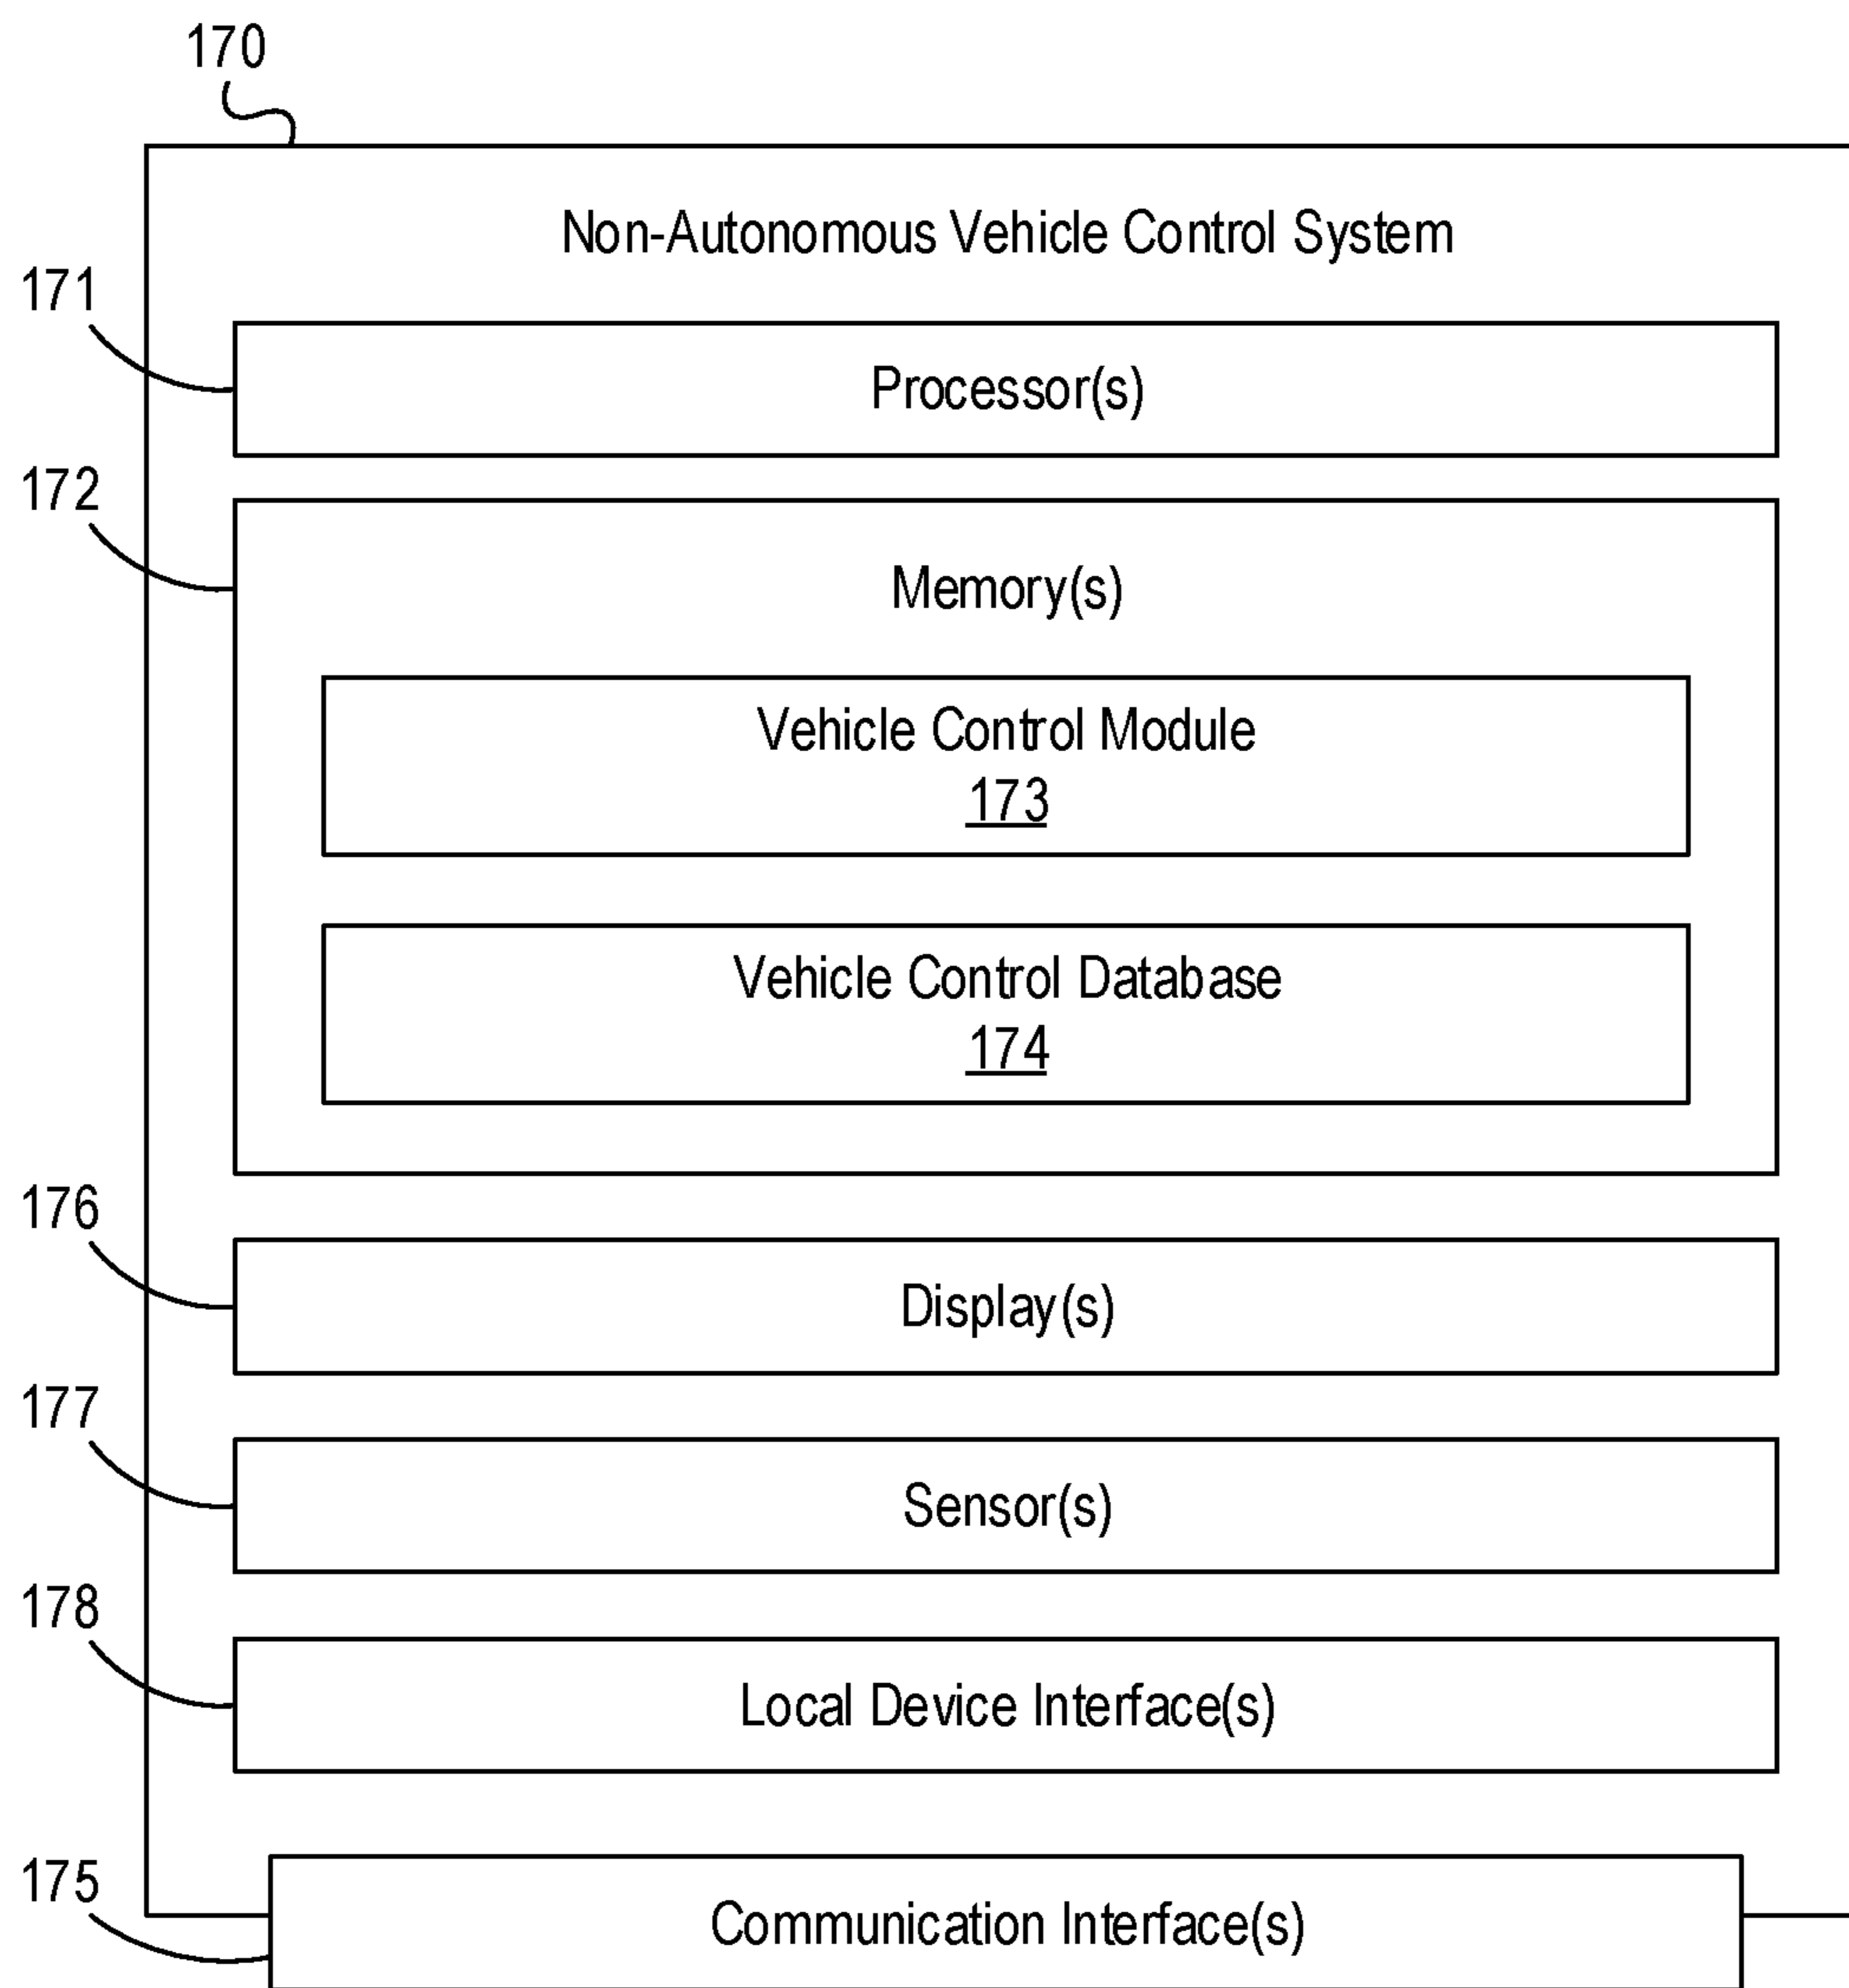 170
Non-Autonomous Vehicle Control System
171
Processor(s)
172
Memory(s)
Vehicle Control Module
173
Vehicle Control Database
174
176
Display(s)
177
Sensor(s)
178
Local Device Interface(s)
175
Communication Interface(s)